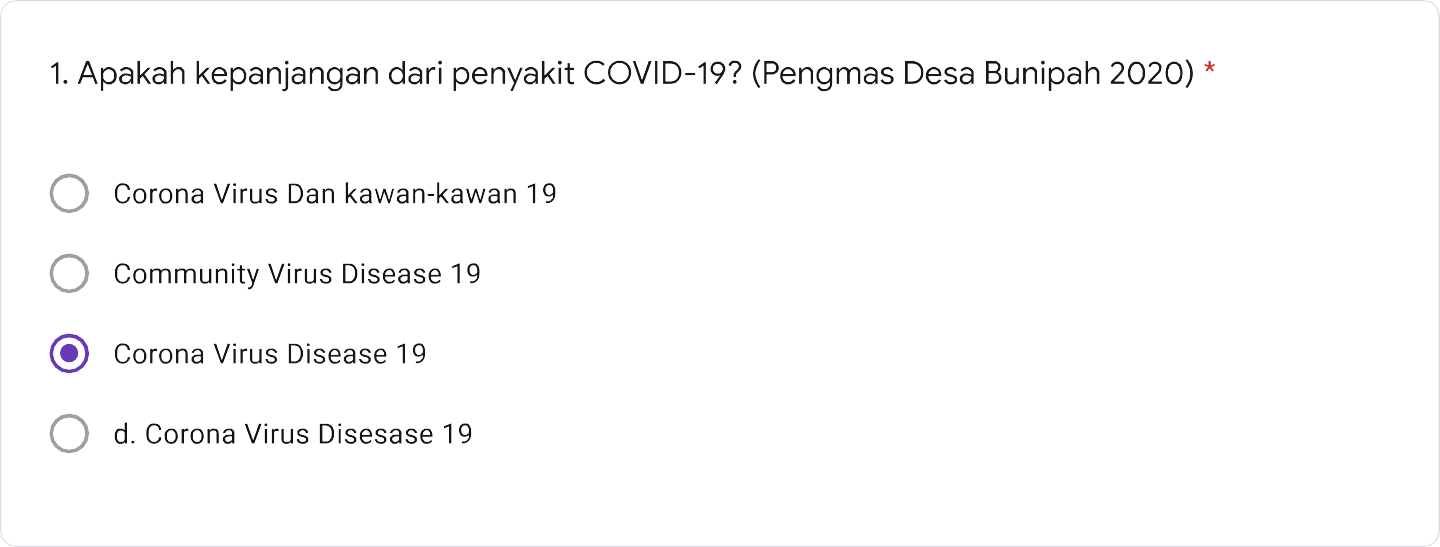 1. Apakah kepanjangan dari penyakit COVID-19? (Pengmas Desa Bunipah 2020) *
Corona Virus Dan kawan-kawan 19
Community Virus Disease 19
Corona Virus Disease 19
d. Corona Virus Disesase 19